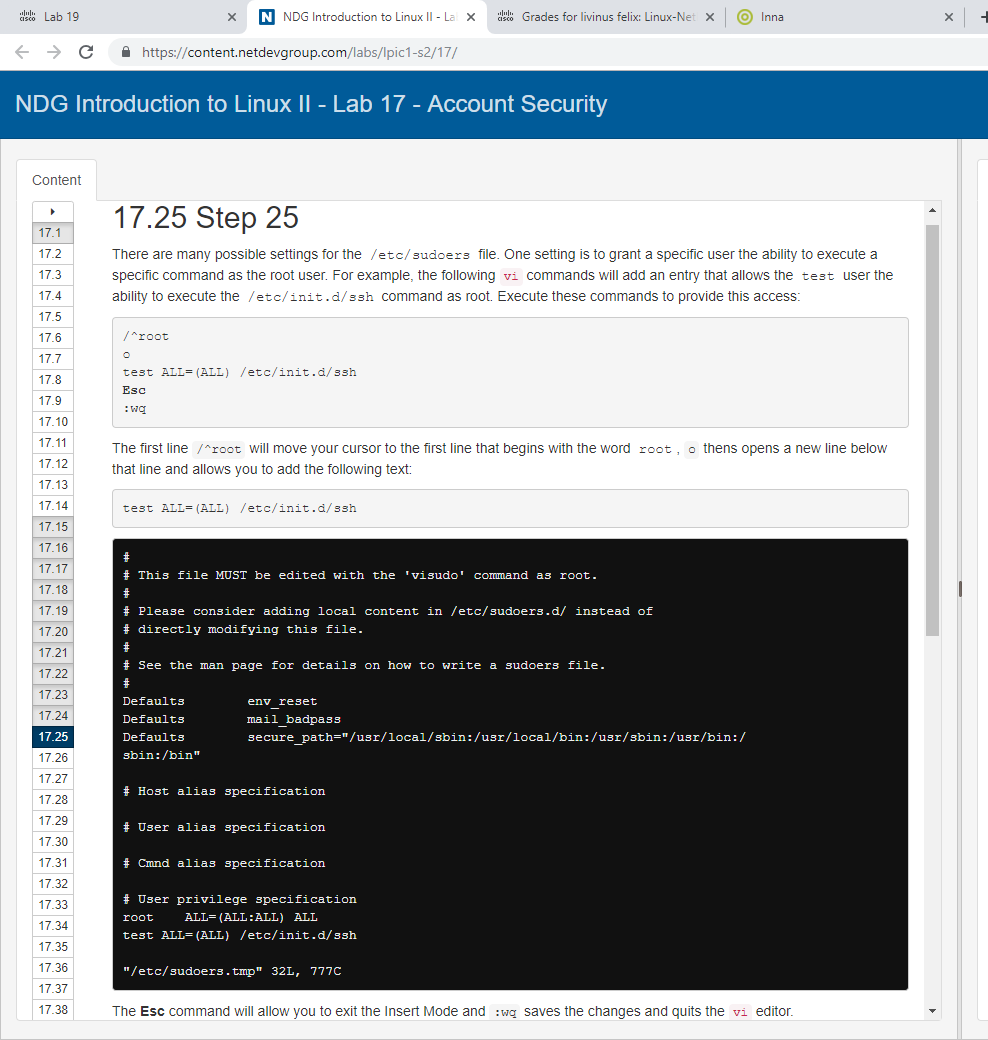 Lab 19
NDG Introduction to Linux II - La
Grades for livinus felix: Linux-Net
Inna
https://content.netdevgroup.com/labs/lpic1-s2/17/
NDG Introduction to Linux II - Lab 17 - Account Security
Content
17.1
17.2
17.3
17.4
17.5
17.6
17.7
17.8
17.9
17.10
17.11
17.12
17.13
17.14
17.15
17.16
17.17
17.18
17.19
17.20
17.21
17.22
17.23
17.24
17.25
17.26
17.27
17.28
17.29
17.30
17.31
17.32
17.33
17.34
17.35
17.36
17.37
17.38
17.25 Step 25
There are many possible settings for the /etc/sudoers file. One setting is to grant a specific user the ability to execute a
specific command as the root user. For example, the following vi commands will add an entry that allows the test user the
ability to execute the /etc/init.d/ssh command as root. Execute these commands to provide this access:
/^root
o
test ALL=(ALL) /etc/init.d/ssh
Esc
:wq
The first line /^root will move your cursor to the first line that begins with the word root , o thens opens a new line below
that line and allows you to add the following text:
test ALL=(ALL) /etc/init.d/ssh
#
# This file MUST be edited with the 'visudo' command as root.
#
# Please consider adding local content in /etc/sudoers.d/ instead of
# directly modifying this file.
#
# See the man page for details on how to write a sudoers file.
#
Defaults        env_reset
Defaults        mail_badpass
Defaults        secure_path="/usr/local/sbin:/usr/local/bin:/usr/sbin:/usr/bin:/
sbin:/bin"
# Host alias specification
# User alias specification
# Cmnd alias specification
# User privilege specification
root    ALL=(ALL:ALL) ALL
test ALL=(ALL) /etc/init.d/ssh
"/etc/sudoers.tmp" 32L, 777C
The Esc command will allow you to exit the Insert Mode and :wq saves the changes and quits the vi editor.